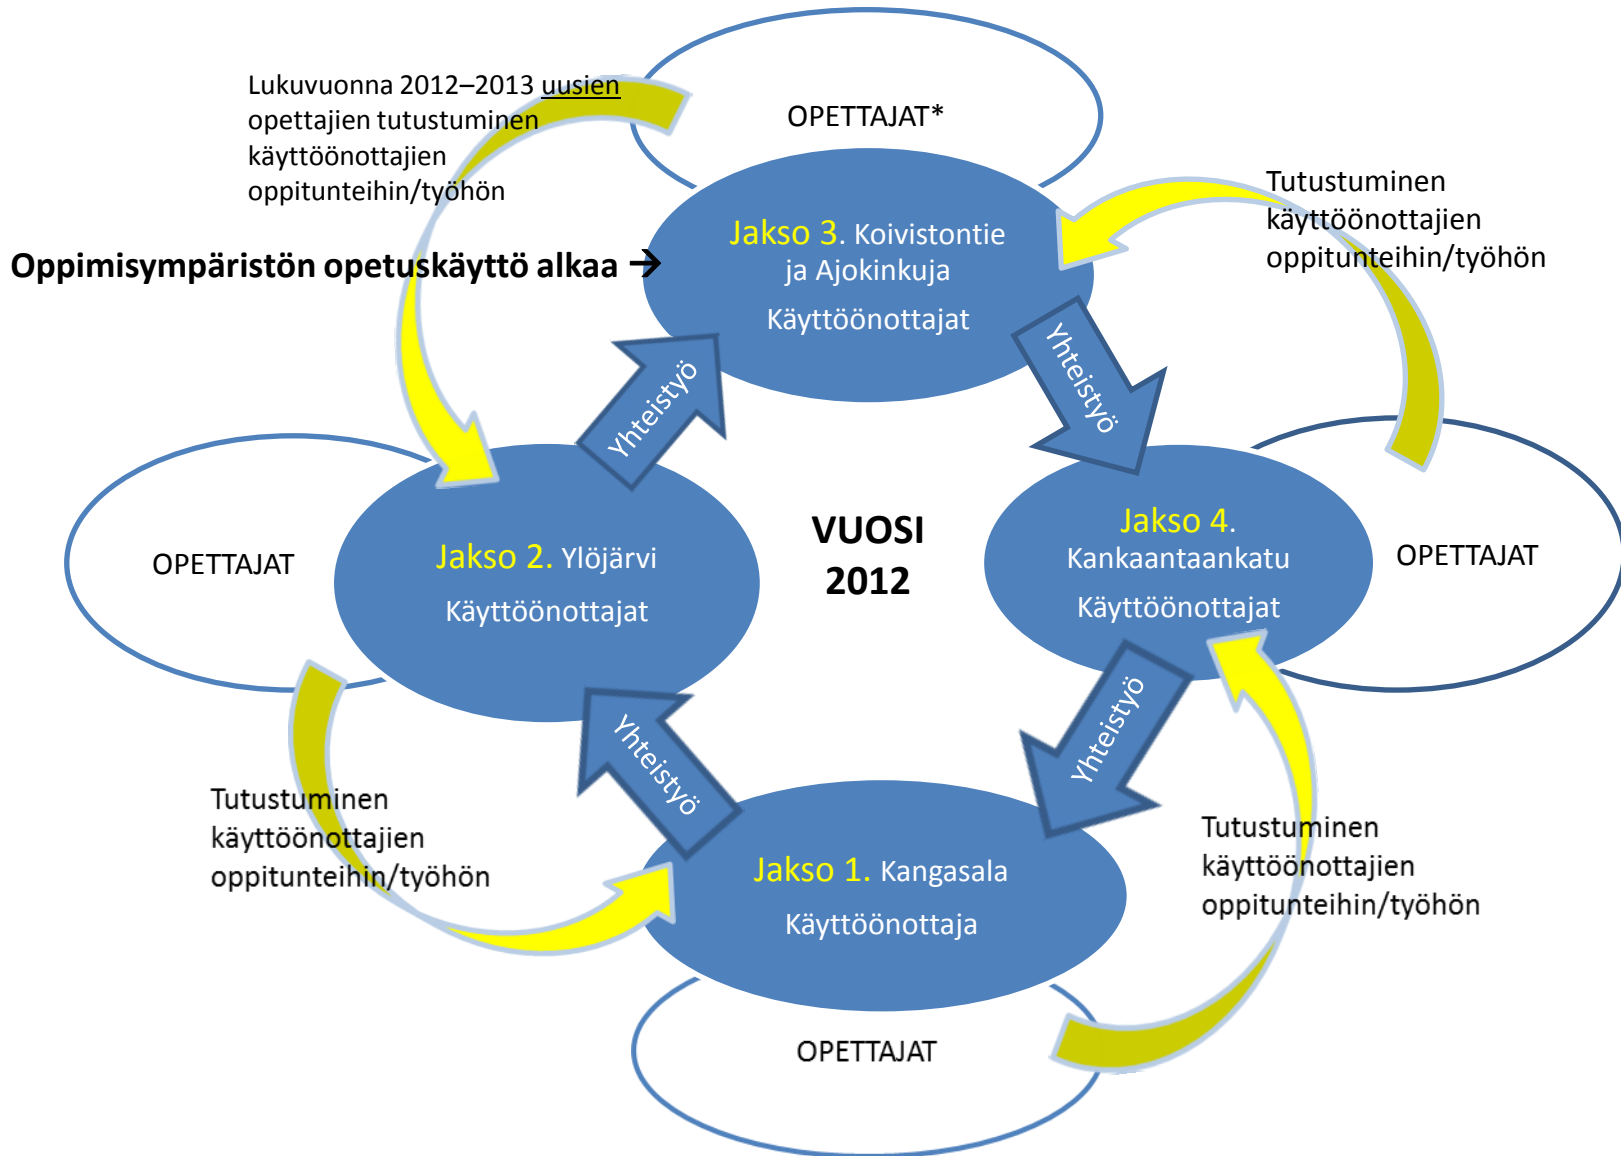 Lukuvuonna 2012–2013 uusien
opettajien tutustuminen
käyttöönottajien
oppitunteihin/työhön
OPETTAJAT*
Tutustuminen
käyttöönottajien
oppitunteihin/työhön
Jakso 3. Koivistontie
ja Ajokinkuja
Käyttöönottajat
Oppimisympäristön opetuskäyttö alkaa →
Yhteistyö
Yhteistyö
OPETTAJAT
Jakso 2. Ylöjärvi
Käyttöönottajat
VUOSI
2012
Jakso 4.
Kankaantaankatu
Käyttöönottajat
OPETTAJAT
Yhteistyö
Yhteistyö
Tutustuminen
käyttöönottajien
oppitunteihin/työhön
Jakso 1. Kangasala
Käyttöönottaja
Tutustuminen
käyttöönottajien
oppitunteihin/työhön
OPETTAJAT